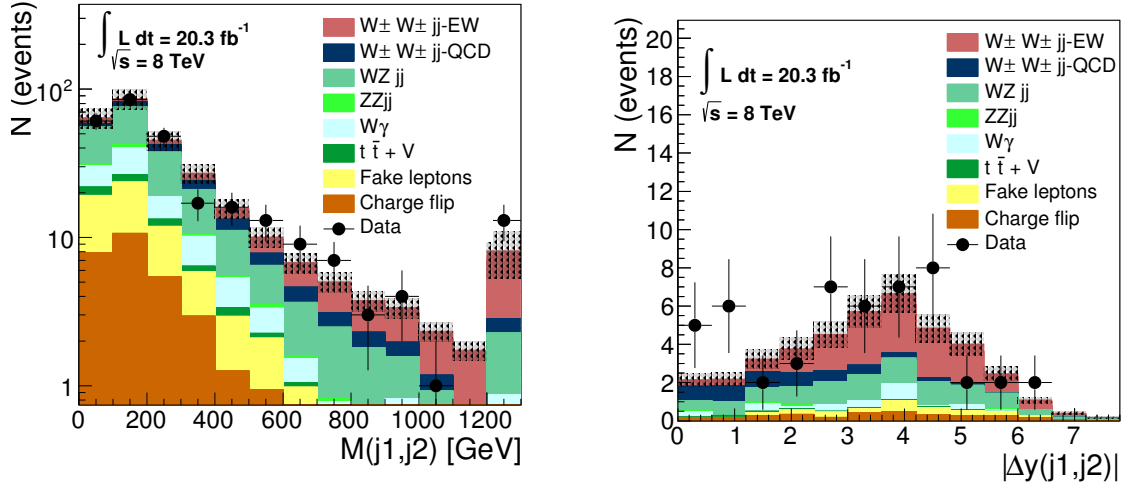 N (events)
10²
10
1
∫ L dt = 20.3 fb⁻¹
√s = 8 TeV
W± W± jj-EW
W± W± jj-QCD
WZ jj
ZZjj
Wγ
t t̄ + V
Fake leptons
Charge flip
Data
0 200 400 600 800 1000 1200
M(j1,j2) [GeV]
N (events)
20
18
16
14
12
10
8
6
4
2
0
∫ L dt = 20.3 fb⁻¹
√s = 8 TeV
W± W± jj-EW
W± W± jj-QCD
WZ jj
ZZjj
Wγ
t t̄ + V
Fake leptons
Charge flip
Data
0 1 2 3 4 5 6 7
|Δy(j1,j2)|